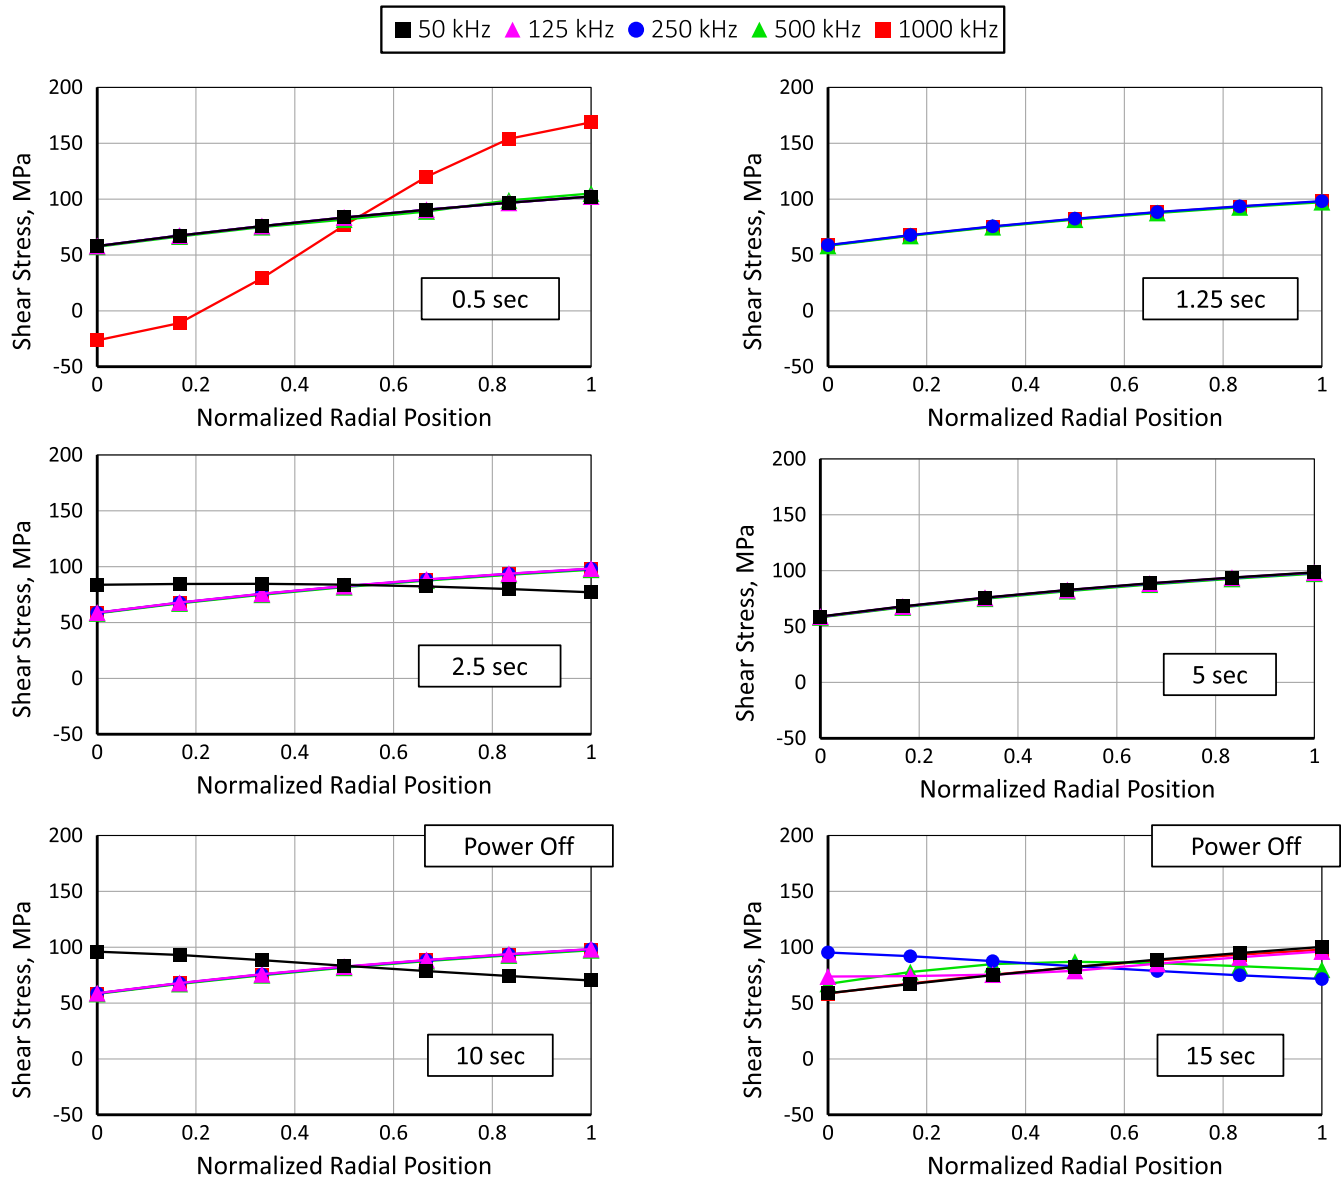 50 kHz 125 kHz 250 kHz 500 kHz 1000 kHz
Shear Stress, MPa
200
150
100
50
0
-50
0 0.2 0.4 0.6 0.8 1
0.5 sec
Normalized Radial Position
Shear Stress, MPa
200
150
100
50
0
-50
0 0.2 0.4 0.6 0.8 1
1.25 sec
Normalized Radial Position
Shear Stress, MPa
200
150
100
50
0
-50
0 0.2 0.4 0.6 0.8 1
2.5 sec
Normalized Radial Position
Shear Stress, MPa
200
150
100
50
0
-50
0 0.2 0.4 0.6 0.8 1
5 sec
Normalized Radial Position
Shear Stress, MPa
200
150
100
50
0
-50
0 0.2 0.4 0.6 0.8 1
Power Off
10 sec
Normalized Radial Position
Shear Stress, MPa
200
150
100
50
0
-50
0 0.2 0.4 0.6 0.8 1
Power Off
15 sec
Normalized Radial Position